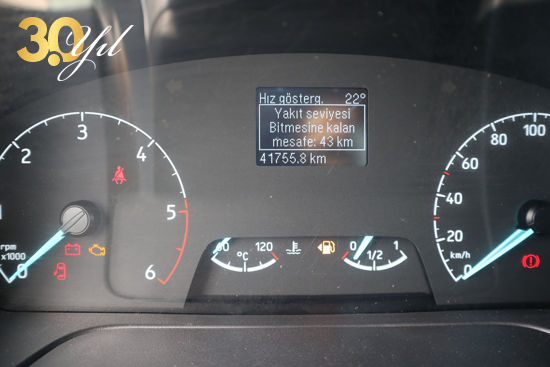 30
Yıl
Hız gösterg. 22°
Yakıt seviyesi
Bitmesine kalan
mesafe: 43 km
41755.8 km
1 2 3 4 5 6
rpm
x1000
0
120
°C
0 1/2 1
0 20 40 60 80 100
km/h